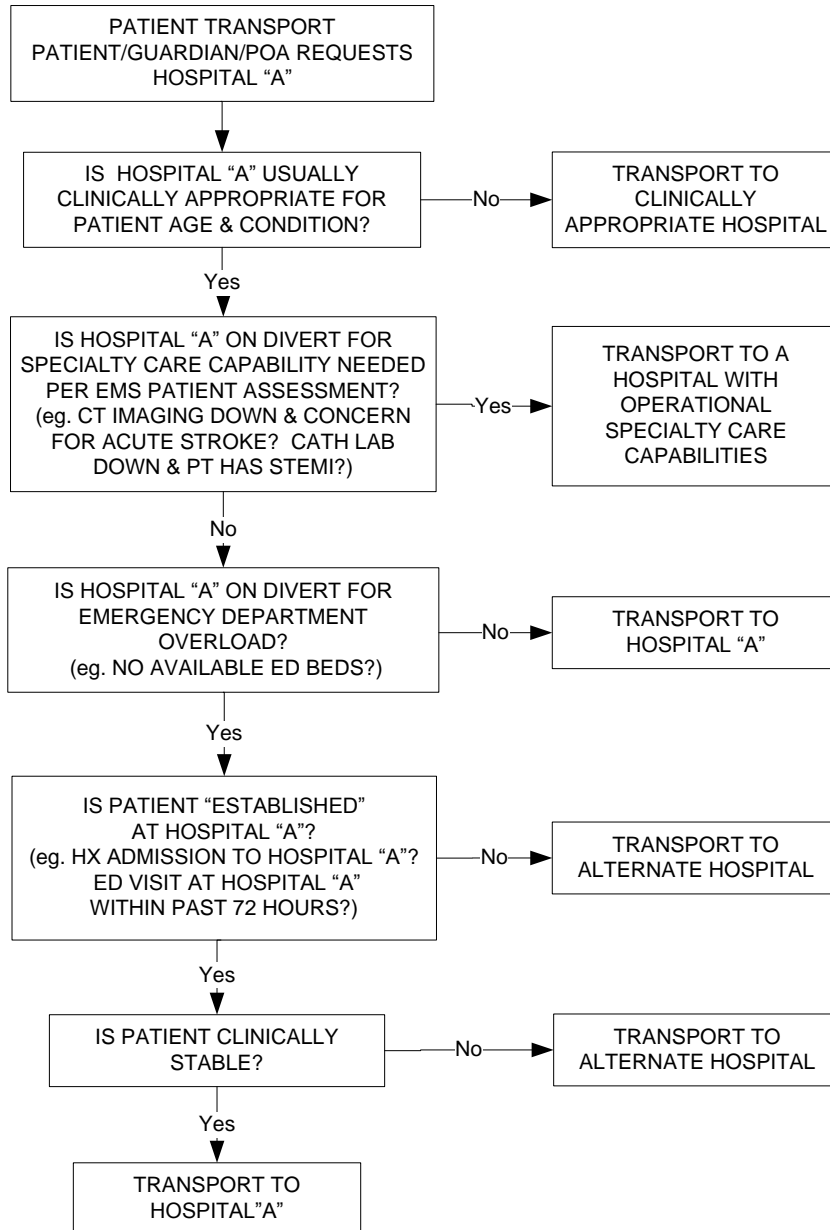 PATIENT TRANSPORT
PATIENT/GUARDIAN/POA REQUESTS
HOSPITAL “A”
IS  HOSPITAL “A” USUALLY
CLINICALLY APPROPRIATE FOR
PATIENT AGE & CONDITION?
No
TRANSPORT TO
CLINICALLY
APPROPRIATE HOSPITAL
Yes
IS HOSPITAL “A” ON DIVERT FOR
SPECIALTY CARE CAPABILITY NEEDED
PER EMS PATIENT ASSESSMENT?
(eg. CT IMAGING DOWN & CONCERN
FOR ACUTE STROKE?  CATH LAB
DOWN & PT HAS STEMI?)
Yes
TRANSPORT TO A
HOSPITAL WITH
OPERATIONAL
SPECIALTY CARE
CAPABILITIES
No
IS HOSPITAL “A” ON DIVERT FOR
EMERGENCY DEPARTMENT
OVERLOAD?
(eg. NO AVAILABLE ED BEDS?)
No
TRANSPORT TO
HOSPITAL “A”
Yes
IS PATIENT “ESTABLISHED”
AT HOSPITAL “A”?
(eg. HX ADMISSION TO HOSPITAL “A”?
ED VISIT AT HOSPITAL “A”
WITHIN PAST 72 HOURS?)
No
TRANSPORT TO
ALTERNATE HOSPITAL
Yes
IS PATIENT CLINICALLY
STABLE?
No
TRANSPORT TO
ALTERNATE HOSPITAL
Yes
TRANSPORT TO
HOSPITAL”A”